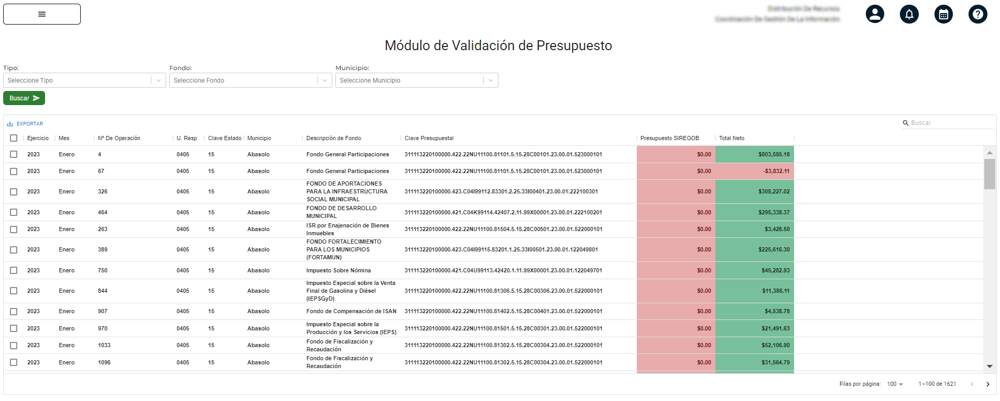 Distribución De Recursos
Coordinación De Gestión De La Información
Módulo de Validación de Presupuesto
Tipo: Fondo: Municipio:
Seleccione Tipo Seleccione Fondo Seleccione Municipio
Buscar
EXPORTAR Buscar
Ejercicio Mes Nº De Operación U. Resp Clave Estado Municipio Descripción de Fondo Clave Presupuestal Presupuesto SIREGOB Total Neto
2023 Enero 4 0405 15 Abasolo Fondo General Participaciones 311113220100000.422.22NU11100.81101.5.15.28C00101.23.00.01.523000101 $0.00 $803,585.18
2023 Enero 67 0405 15 Abasolo Fondo General Participaciones 311113220100000.422.22NU11100.81101.5.15.28C00101.23.00.01.523000101 $0.00 -$3,832.11
FONDO DE APORTACIONES
2023 Enero 326 0405 15 Abasolo PARA LA INFRAESTRUCTURA 311113220100000.423.C04I99112.83301.2.25.33I00401.23.00.01.222100301 $0.00 $308,227.02
SOCIAL MUNICIPAL
FONDO DE DESARROLLO
2023 Enero 464 0405 15 Abasolo 311113220100000.421.C04K99114.42407.2.11.99X00001.23.00.01.222100201 $0.00 $295,338.37
MUNICIPAL
ISR por Enajenación de Bienes
2023 Enero 263 0405 15 Abasolo 311113220100000.422.22NU11100.81504.5.15.28C00501.23.00.01.522000101 $0.00 $3,428.50
Inmuebles
FONDO FORTALECIMIENTO
2023 Enero 389 0405 15 Abasolo PARA LOS MUNICIPIOS 311113220100000.423.C04I99115.83201.1.25.33I00501.23.00.01.122049801 $0.00 $225,616.30
(FORTAMUN)
2023 Enero 750 0405 15 Abasolo Impuesto Sobre Nómina 311113220100000.421.C04U99113.42420.1.11.99X00001.23.00.01.122049701 $0.00 $45,282.93
Impuesto Especial sobre la Venta
2023 Enero 844 0405 15 Abasolo Final de Gasolina y Diésel 311113220100000.422.22NU11100.81306.5.15.28C00306.23.00.01.522000101 $0.00 $11,386.11
(IEPSGyD)
2023 Enero 907 0405 15 Abasolo Fondo de Compensación de ISAN 311113220100000.422.22NU11100.81402.5.15.28C00401.23.00.01.522000101 $0.00 $4,538.78
Impuesto Especial sobre la
2023 Enero 970 0405 15 Abasolo 311113220100000.422.22NU11100.81501.5.15.28C00301.23.00.01.522000101 $0.00 $21,491.63
Producción y los Servicios (IEPS)
Fondo de Fiscalización y
2023 Enero 1033 0405 15 Abasolo 311113220100000.422.22NU11100.81302.5.15.28C00304.23.00.01.522000101 $0.00 $52,106.90
Recaudación
Fondo de Fiscalización y
2023 Enero 1096 0405 15 Abasolo 311113220100000.422.22NU11100.81302.5.15.28C00304.23.00.01.522000101 $0.00 $31,564.79
Recaudación
Filas por página: 100 1–100 de 1621